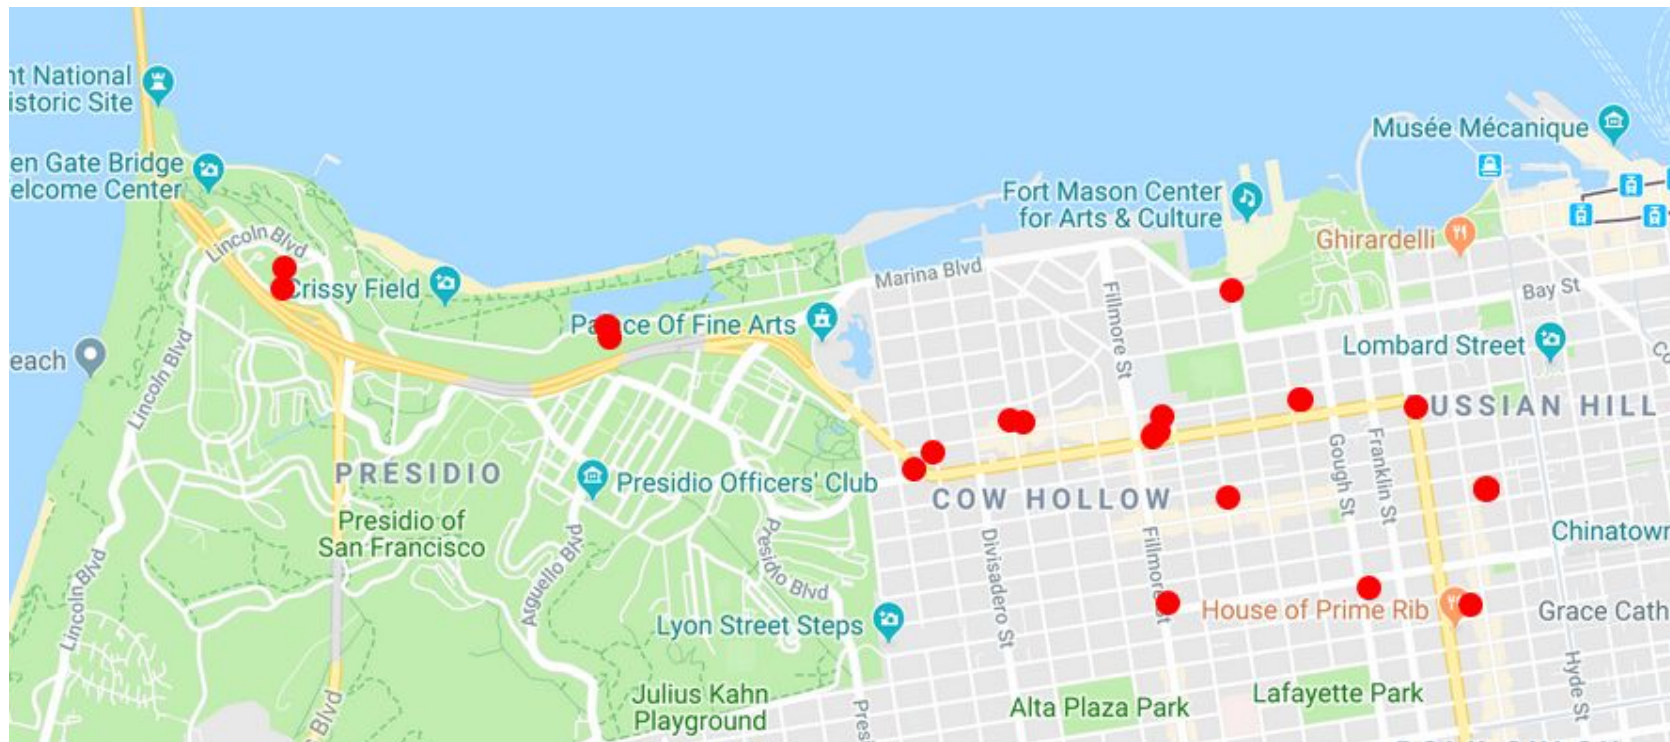 nt National
istoric Site
en Gate Bridge
elcome Center
Lincoln Blvd
Crissy Field
each
Lincoln Blvd
Palace Of Fine Arts
Marina Blvd
Fort Mason Center
for Arts & Culture
Musée Mécanique
Ghirardelli
Bay St
Lombard Street
Fillmore St
USSIAN HILL
PRESIDIO
Presidio Officers' Club
Presidio of
San Francisco
COW HOLLOW
Gough St
Franklin St
Chinatown
Lincoln Blvd
Arguello Blvd
Presidio Blvd
Divisadero St
Fillmore St
Lyon Street Steps
House of Prime Rib
Grace Cath
Hyde St
Julius Kahn
Playground
Alta Plaza Park
Lafayette Park
Blvd
Presi